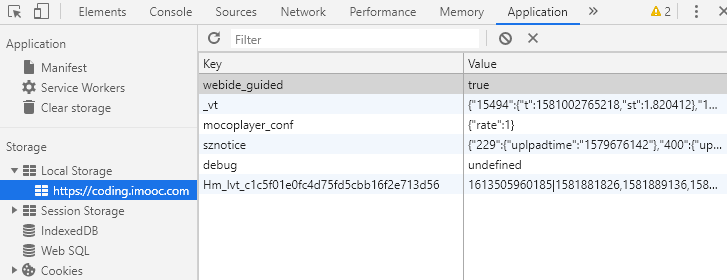 Elements Console Sources Network Performance Memory Application » 2
Application
Manifest
Service Workers
Clear storage
Storage
Local Storage
https://coding.imooc.com
Session Storage
IndexedDB
Web SQL
Cookies
Filter
Key Value
webide_guided true
_vt {"15494":{"t":1581002765218,"st":1.820412},"1...
mocoplayer_conf {"rate":1}
sznotice {"229":{"uplpadtime":"1579676142"},"400":{"up...
debug undefined
Hm_lvt_c1c5f01e0fc4d75fd5cbb16f2e713d56 1613505960185|1581881826,1581889136,158...